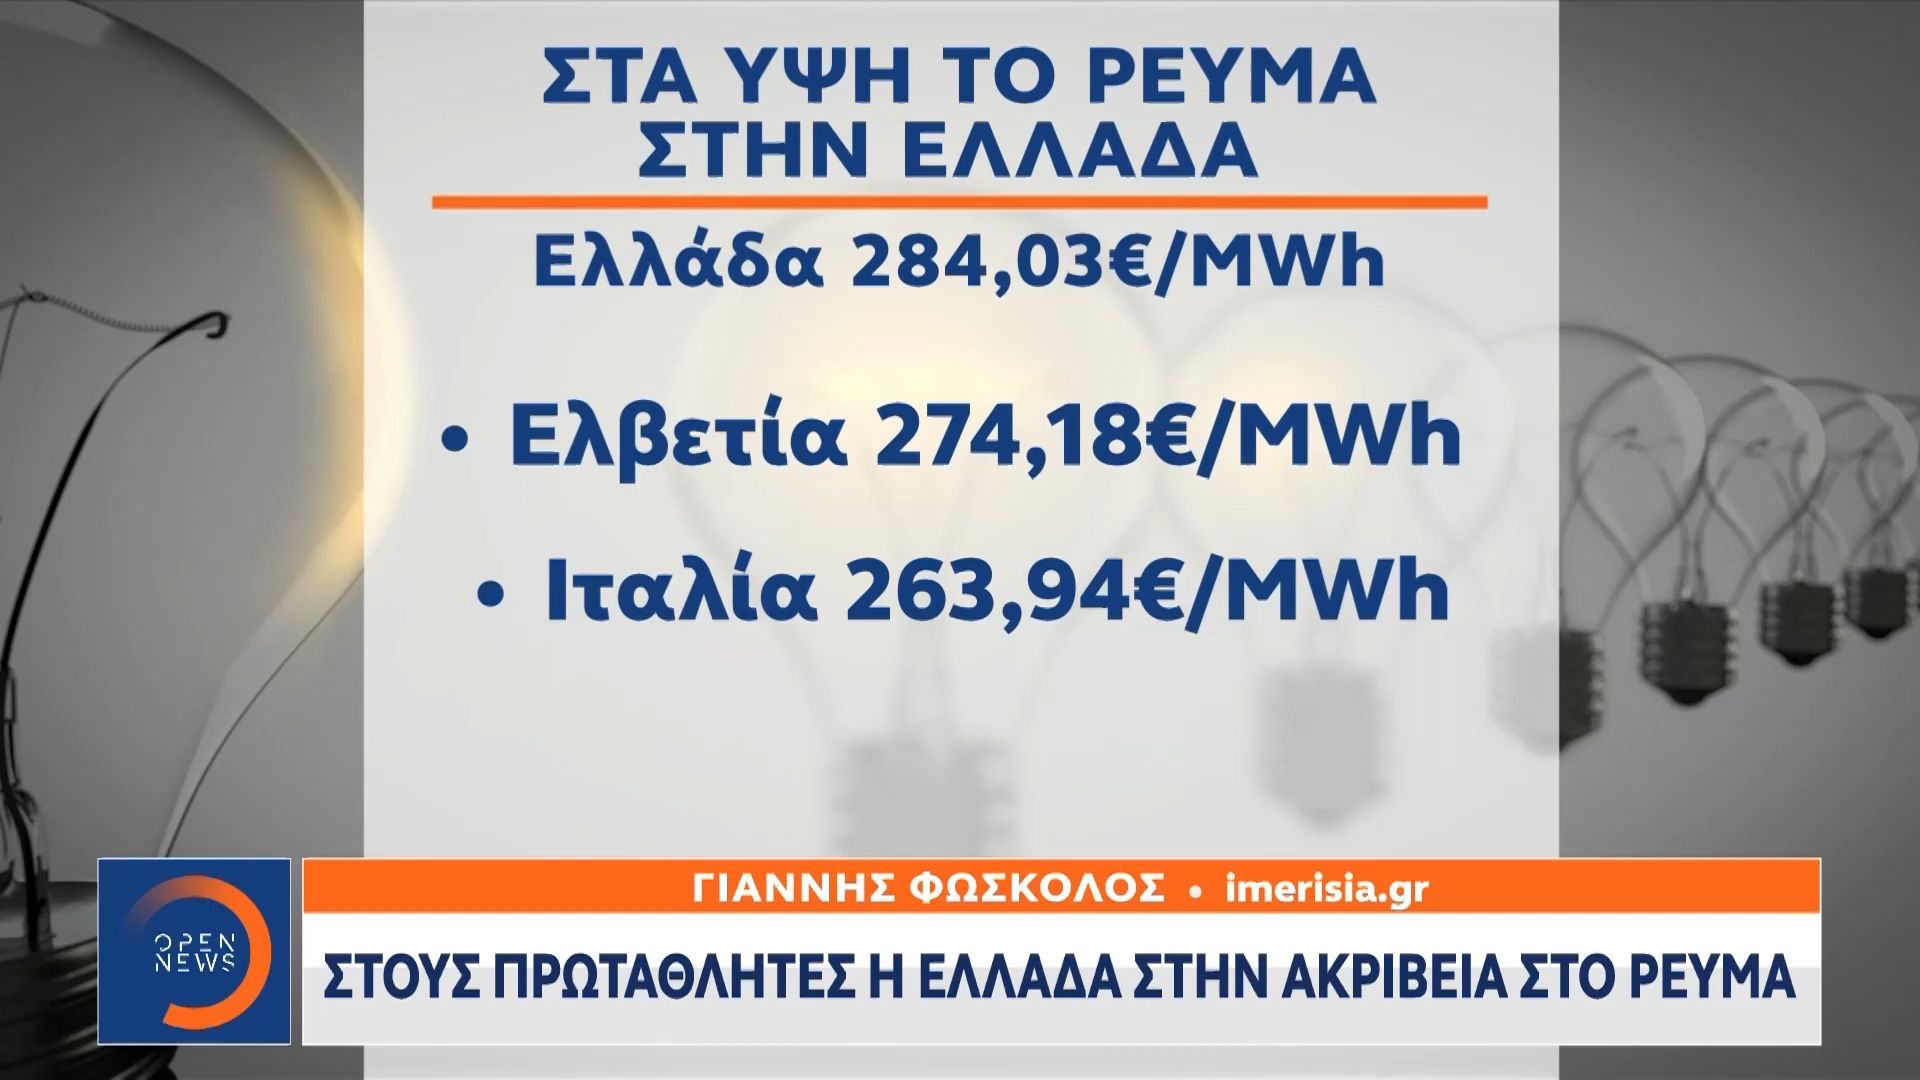 ΣΤΑ ΥΨΗ ΤΟ ΡΕΥΜΑ
ΣΤΗΝ ΕΛΛΑΔΑ
Ελλάδα 284,03€/MWh
• Ελβετία 274,18€/MWh
• Ιταλία 263,94€/MWh
ΓΙΑΝΝΗΣ ΦΩΣΚΟΛΟΣ • imerisia.gr
OPEN
NEWS
ΣΤΟΥΣ ΠΡΩΤΑΘΛΗΤΕΣ Η ΕΛΛΑΔΑ ΣΤΗΝ ΑΚΡΙΒΕΙΑ ΣΤΟ ΡΕΥΜΑ